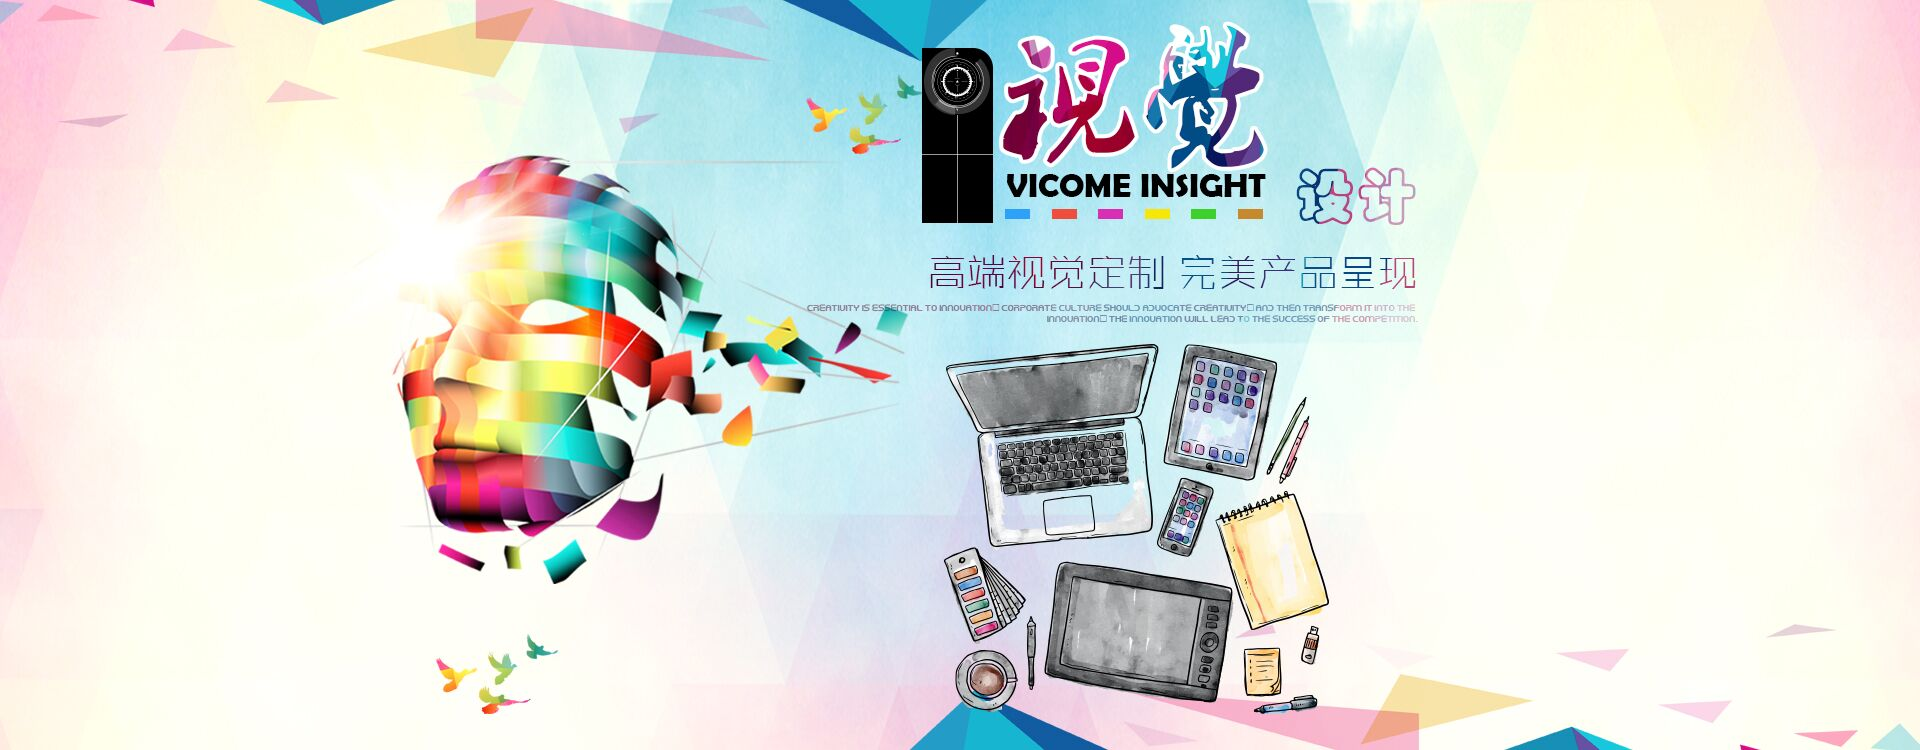 視覺
VICOME INSIGHT
设计
高端视觉定制 完美产品呈现
CREATIVITY IS ESSENTIAL TO INNOVATION□ CORPORATE CULTURE SHOULD ADVOCATE CREATIVITY□ AND THEN TRANSFORM IT INTO THE
INNOVATION□ THE INNOVATION WILL LEAD TO THE SUCCESS OF THE COMPETITION.